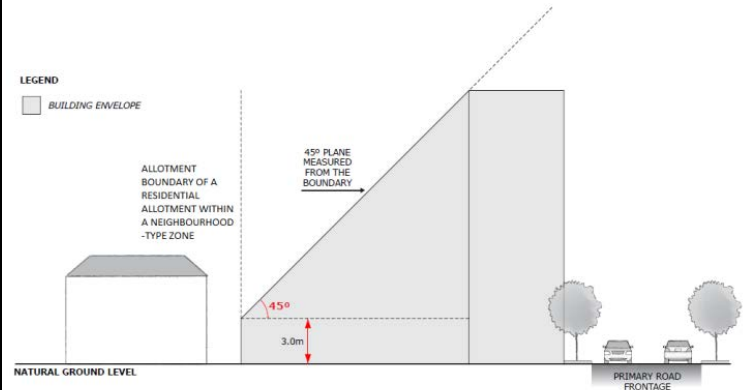 LEGEND
BUILDING ENVELOPE
ALLOTMENT
BOUNDARY OF A
RESIDENTIAL
ALLOTMENT WITHIN
A NEIGHBOURHOOD
-TYPE ZONE
45º PLANE
MEASURED
FROM THE
BOUNDARY
45º
3.0m
NATURAL GROUND LEVEL
PRIMARY ROAD
FRONTAGE